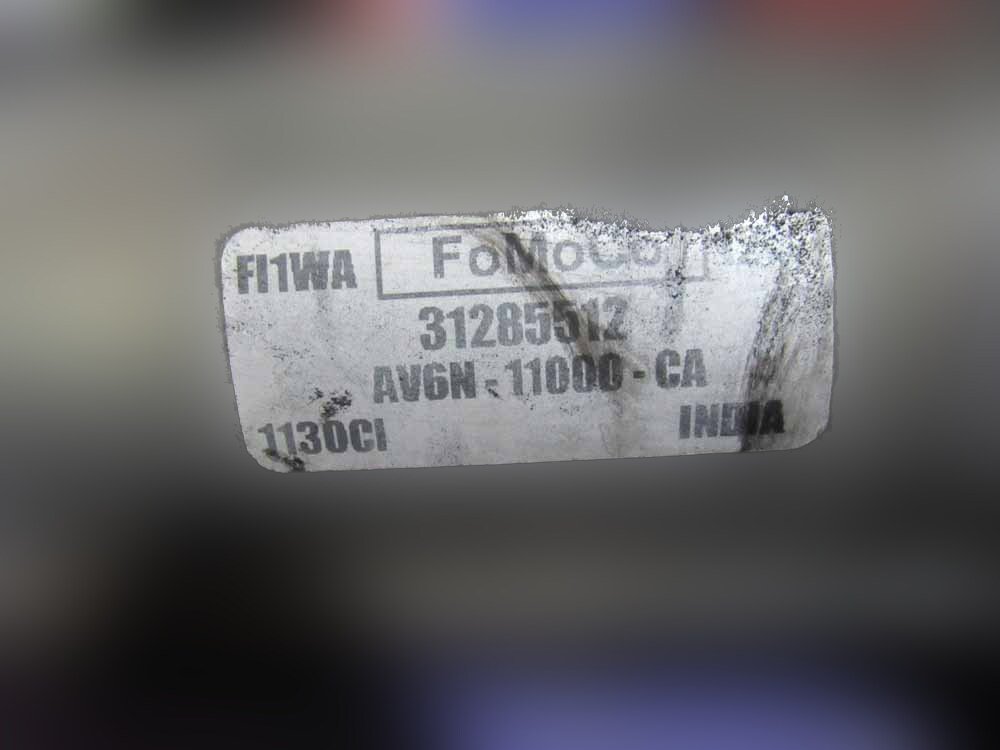 FoMoCo
FI1WA
31285512
AV6N - 11000 - CA
1130CI
INDIA